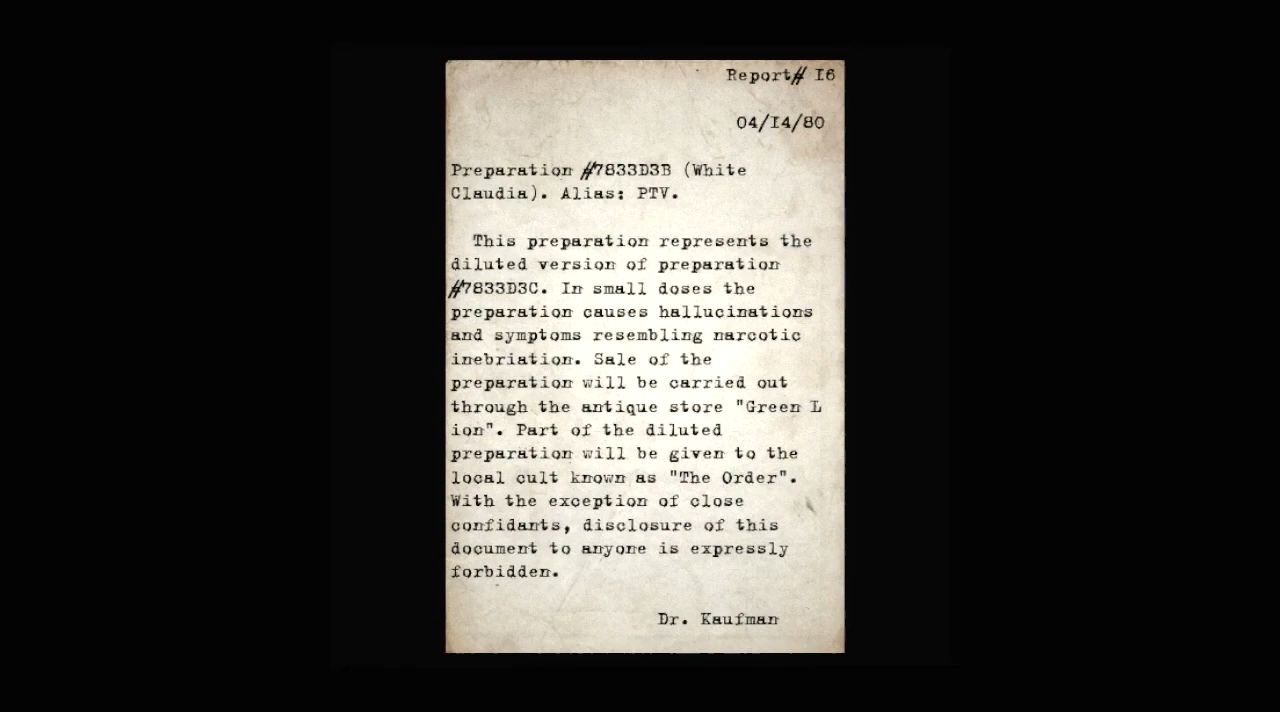 Report# I6
04/I4/80
Preparation #7833D3B (White
Claudia). Alias: PTV.
This preparation represents the
diluted version of preparation
#7833D3C. In small doses the
preparation causes hallucinations
and symptoms resembling narcotic
inebriation. Sale of the
preparation will be carried out
through the antique store "Green L
ion". Part of the diluted
preparation will be given to the
local cult known as "The Order".
With the exception of close
confidants, disclosure of this
document to anyone is expressly
forbidden.
Dr. Kaufman